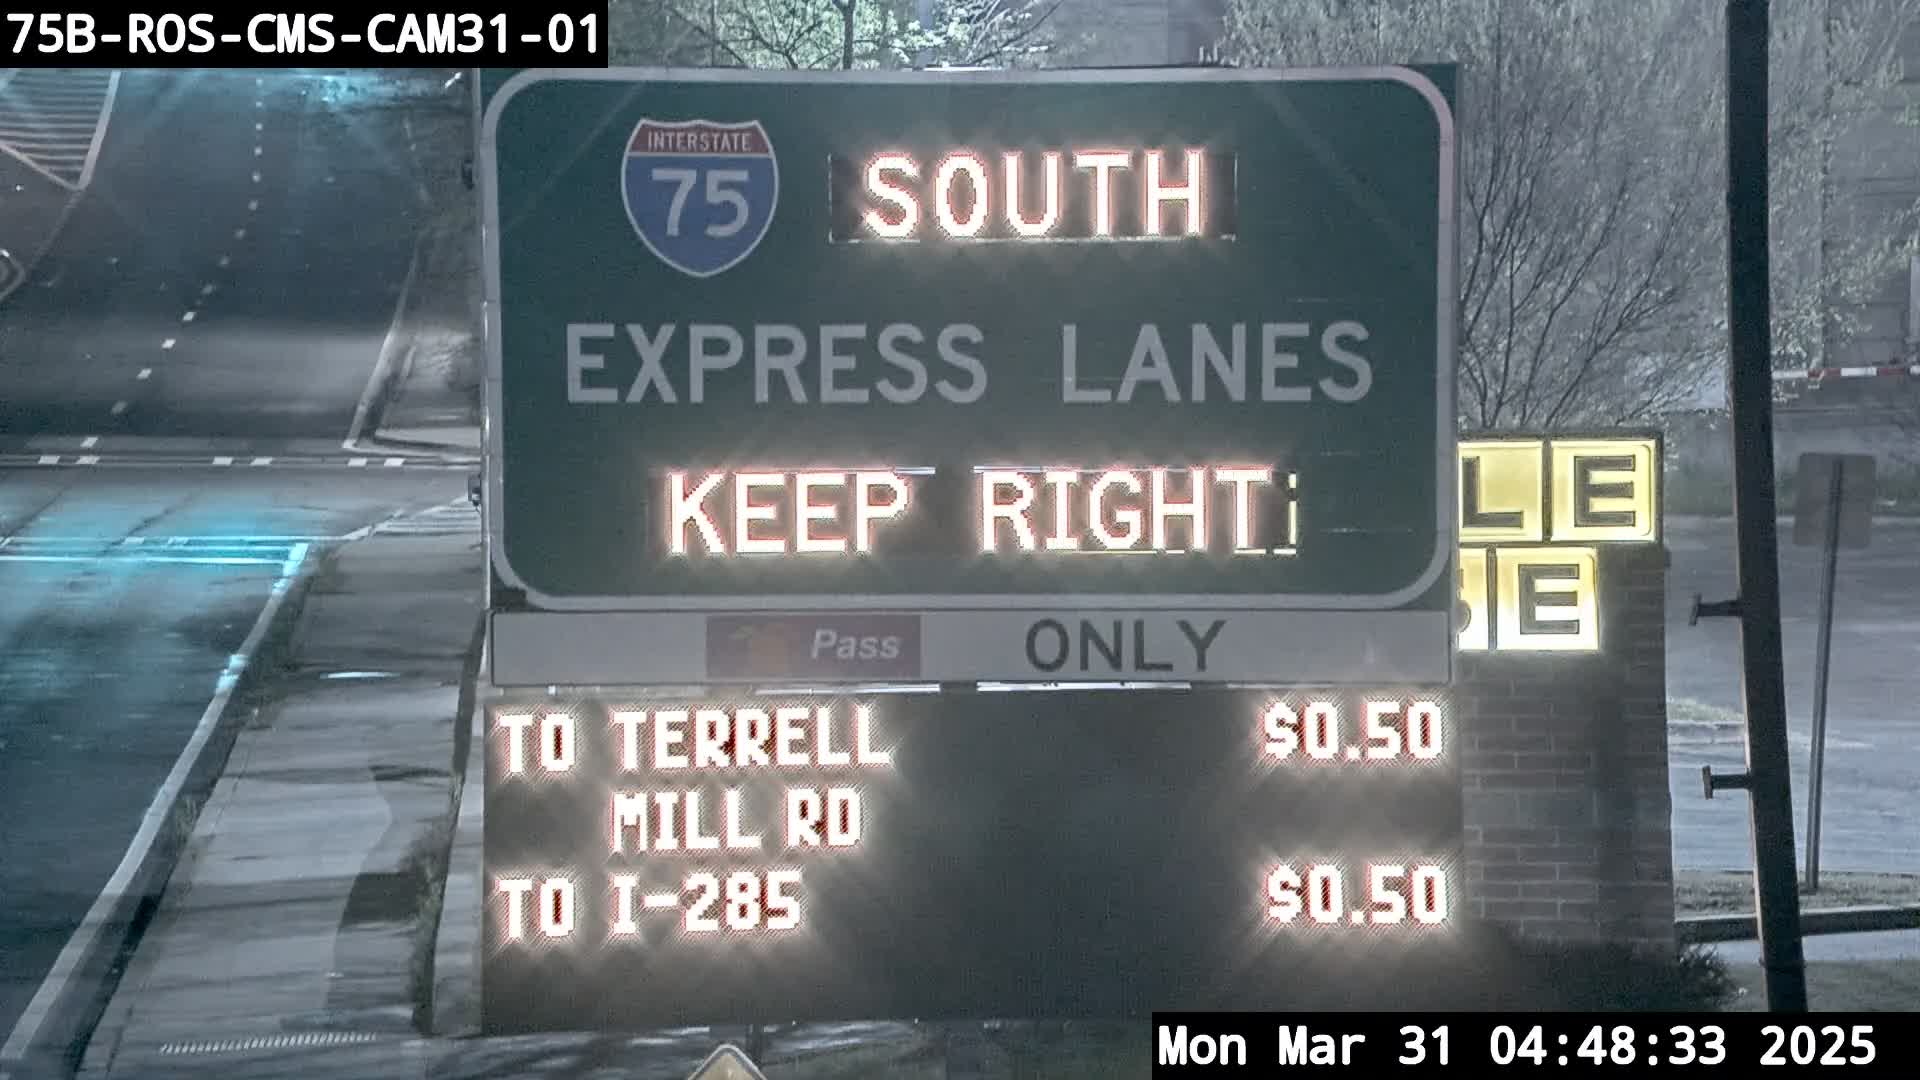 75B-ROS-CMS-CAM31-01
INTERSTATE
75
SOUTH
EXPRESS LANES
KEEP RIGHT
Pass ONLY
TO TERRELL $0.50
MILL RD
TO I-285 $0.50
LE
SE
Mon Mar 31 04:48:33 2025